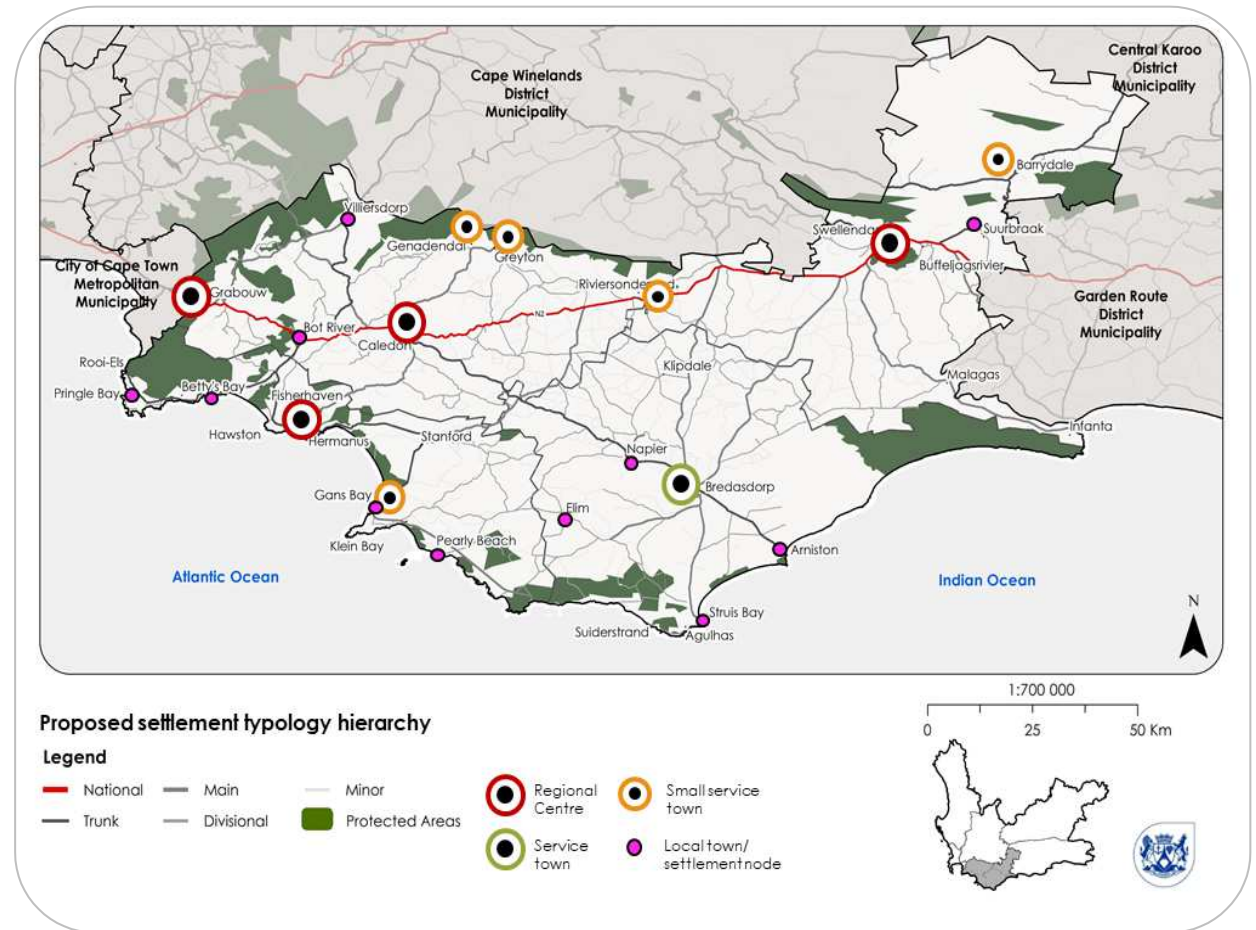 Central Karoo
District
Municipality
Cape Winelands
District
Municipality
Barrydale
Villiersdorp
Suurbraak
Genadendal
Greyton
Buffeljagsrivier
City of Cape Town
Metropolitan
Municipality
Grabouw
Garden Route
District
Municipality
N2
Bot River
Caledon
Rooi-Els
Klipdale
Malagas
Pringle Bay
Betty's Bay
Fisherhaven
Infanta
Hawston
Hermanus
Stanford
Napier
Bredasdorp
Gans Bay
Elim
Klein Bay
Pearly Beach
Arniston
Atlantic Ocean
Indian Ocean
Struis Bay
Suiderstrand
Agulhas
N
Proposed settlement typology hierarchy
Legend
National
Main
Minor
Trunk
Divisional
Protected Areas
Regional
Centre
Small service
town
Service
town
Local town/
settlement node
1:700 000
0 25 50 Km